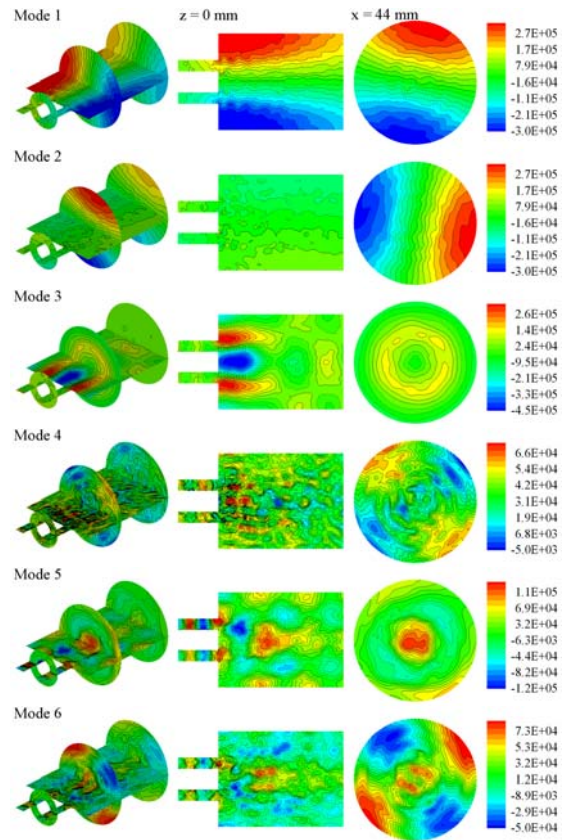 Mode 1
z = 0 mm
x = 44 mm
2.7E+05
1.7E+05
7.9E+04
-1.6E+04
-1.1E+05
-2.1E+05
-3.0E+05
Mode 2
2.7E+05
1.7E+05
7.9E+04
-1.6E+04
-1.1E+05
-2.1E+05
-3.0E+05
Mode 3
2.6E+05
1.4E+05
2.4E+04
-9.5E+04
-2.1E+05
-3.3E+05
-4.5E+05
Mode 4
6.6E+04
5.4E+04
4.2E+04
3.1E+04
1.9E+04
6.8E+03
-5.0E+03
Mode 5
1.1E+05
6.9E+04
3.2E+04
-6.3E+03
-4.4E+04
-8.2E+04
-1.2E+05
Mode 6
7.3E+04
5.3E+04
3.2E+04
1.2E+04
-8.9E+03
-2.9E+04
-5.0E+04